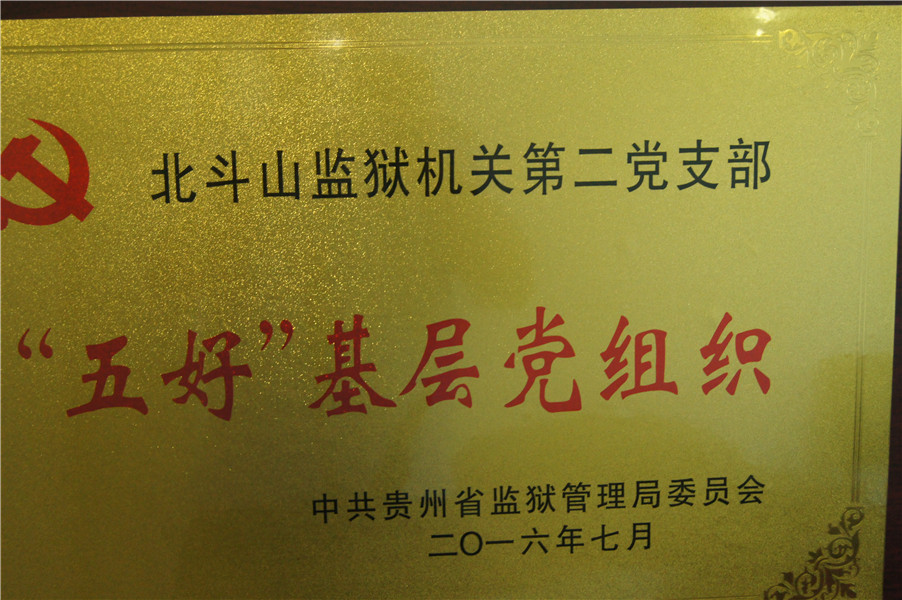 北斗山监狱机关第二党支部
“五好”基层党组织
中共贵州省监狱管理局委员会
二〇一六年七月